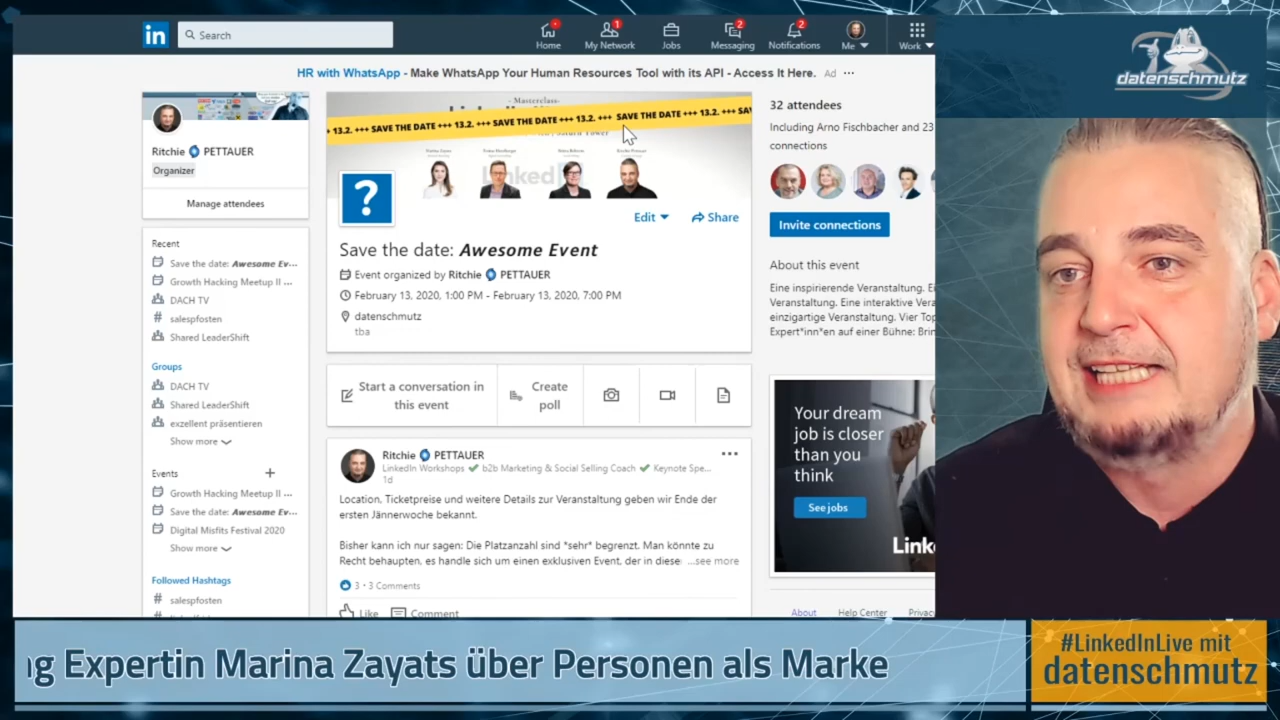 in
Search
Home
1
My Network
Jobs
2
Messaging
2
Notifications
Me
Work
HR with WhatsApp - Make WhatsApp Your Human Resources Tool with its API - Access It Here. Ad ···
Ritchie PETTAUER
Organizer
Manage attendees
Recent
Save the date: Awesome Ev...
Growth Hacking Meetup II ...
DACH TV
# salespfosten
Shared LeaderShift
Groups
DACH TV
Shared LeaderShift
exzellent präsentieren
Show more
Events +
Growth Hacking Meetup II ...
Save the date: Awesome Ev...
Digital Misfits Festival 2020
Show more
Followed Hashtags
# salespfosten
-Masterclass-
13.2. +++ SAVE THE DATE +++ 13.2. +++ SAVE THE DATE +++ 13.2. +++ SAVE THE DATE +++ 13.2. +++ SAV
Linked
?
Edit Share
Save the date: Awesome Event
Event organized by Ritchie PETTAUER
February 13, 2020, 1:00 PM - February 13, 2020, 7:00 PM
datenschmutz
tba
Start a conversation in
this event
Create
poll
Ritchie PETTAUER
LinkedIn Workshops ✔ b2b Marketing & Social Selling Coach ✔ Keynote Spe...
1d
Location, Ticketpreise und weitere Details zur Veranstaltung geben wir Ende der
ersten Jännerwoche bekannt.
Bisher kann ich nur sagen: Die Platzanzahl sind *sehr* begrenzt. Man könnte zu
Recht behaupten, es handle sich um einen exklusiven Event, der in diese ...see more
3 · 3 Comments
Like Comment
32 attendees
Including Arno Fischbacher and 23
connections
Invite connections
About this event
Eine inspirierende Veranstaltung. Ei
Veranstaltung. Eine interaktive Vera
einzigartige Veranstaltung. Vier Top
Expert*inn*en auf einer Bühne: Brin
Your dream
job is closer
than you
think
See jobs
Linke
About Help Center Privac
datenschmutz
ng Expertin Marina Zayats über Personen als Marke
#LinkedInLive mit
datenschmutz